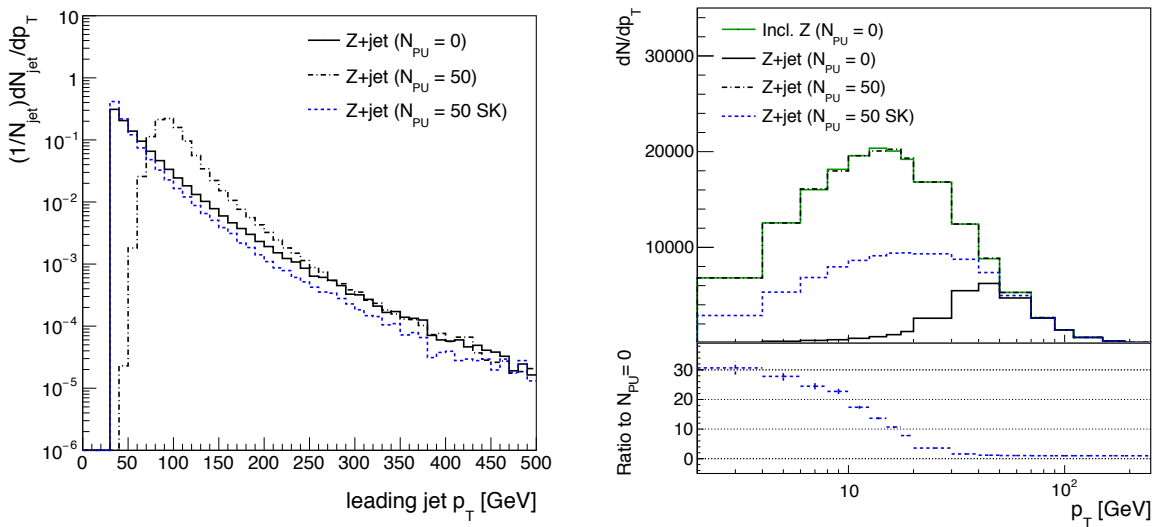 (1/N_jet) dN_jet/dp_T
10
1
10^-1
10^-2
10^-3
10^-4
10^-5
10^-6
Z+jet (N_PU = 0)
Z+jet (N_PU = 50)
Z+jet (N_PU = 50 SK)
0 50 100 150 200 250 300 350 400 450 500
leading jet p_T [GeV]
dN/dp_T
30000
20000
10000
Incl. Z (N_PU = 0)
Z+jet (N_PU = 0)
Z+jet (N_PU = 50)
Z+jet (N_PU = 50 SK)
Ratio to N_PU = 0
30
20
10
0
10 10^2
p_T [GeV]